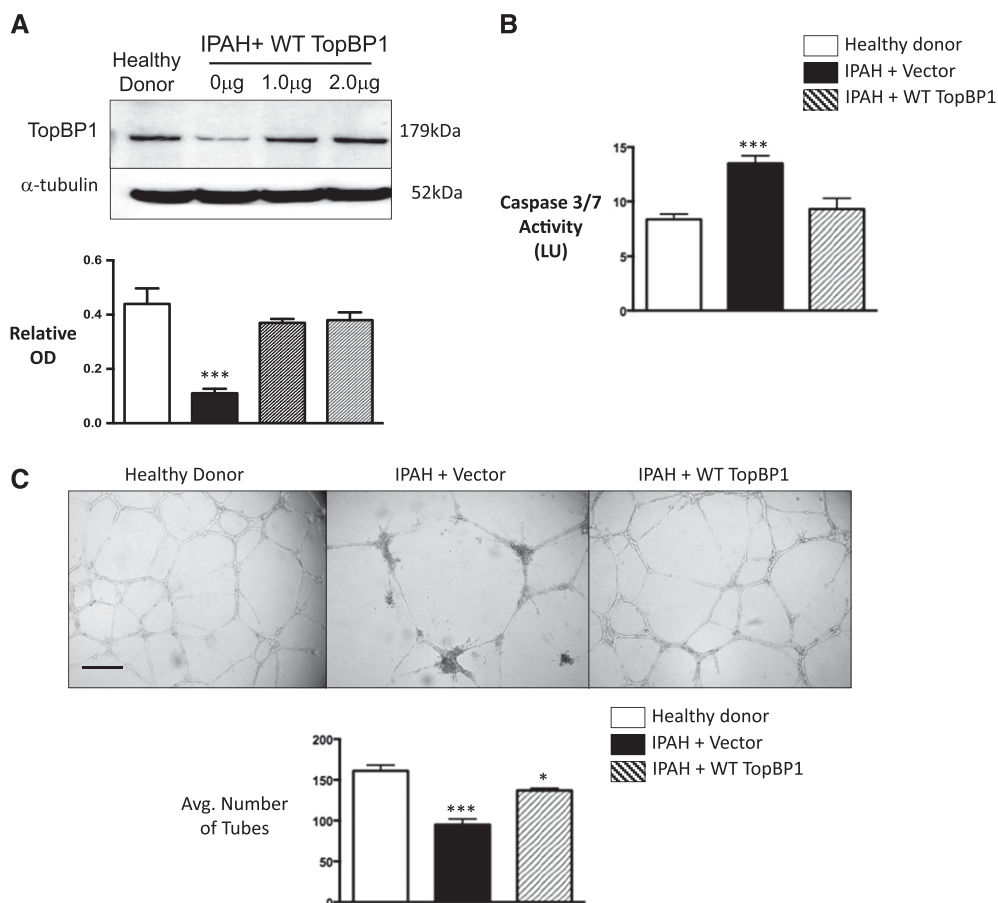 A
IPAH+ WT TopBP1
Healthy
Donor
0μg 1.0μg 2.0μg
TopBP1
179kDa
α-tubulin
52kDa
0.6
0.4
0.2
0.0
Relative
OD
***
B
Healthy donor
IPAH + Vector
IPAH + WT TopBP1
15
10
5
0
Caspase 3/7
Activity
(LU)
***
C
Healthy Donor IPAH + Vector IPAH + WT TopBP1
Healthy donor
IPAH + Vector
IPAH + WT TopBP1
200
150
100
50
0
Avg. Number
of Tubes
***
*